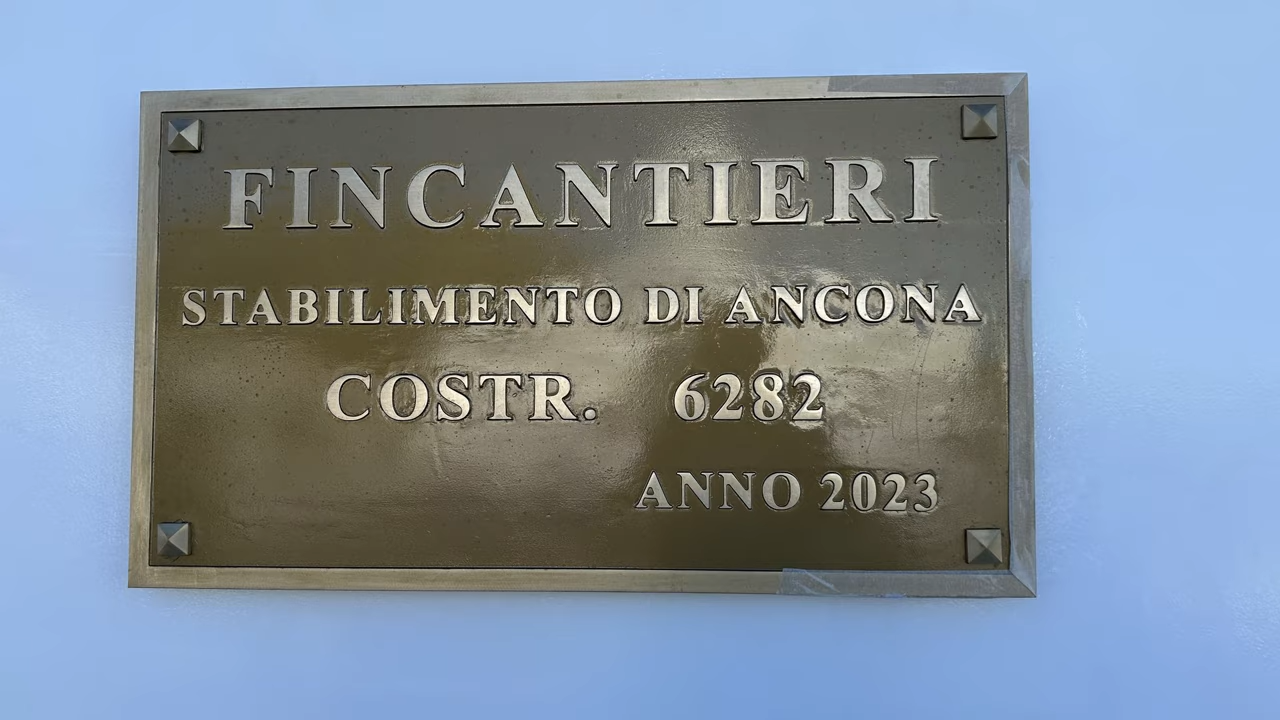 FINCANTIERI
STABILIMENTO DI ANCONA
COSTR. 6282
ANNO 2023